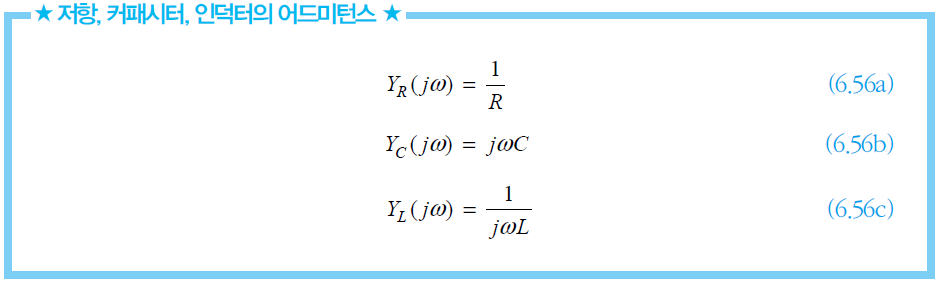 ★ 저항, 커패시터, 인덕터의 어드미턴스 ★
Y_R(jω) = 1/R (6.56a)
Y_C(jω) = jωC (6.56b)
Y_L(jω) = 1/(jωL) (6.56c)